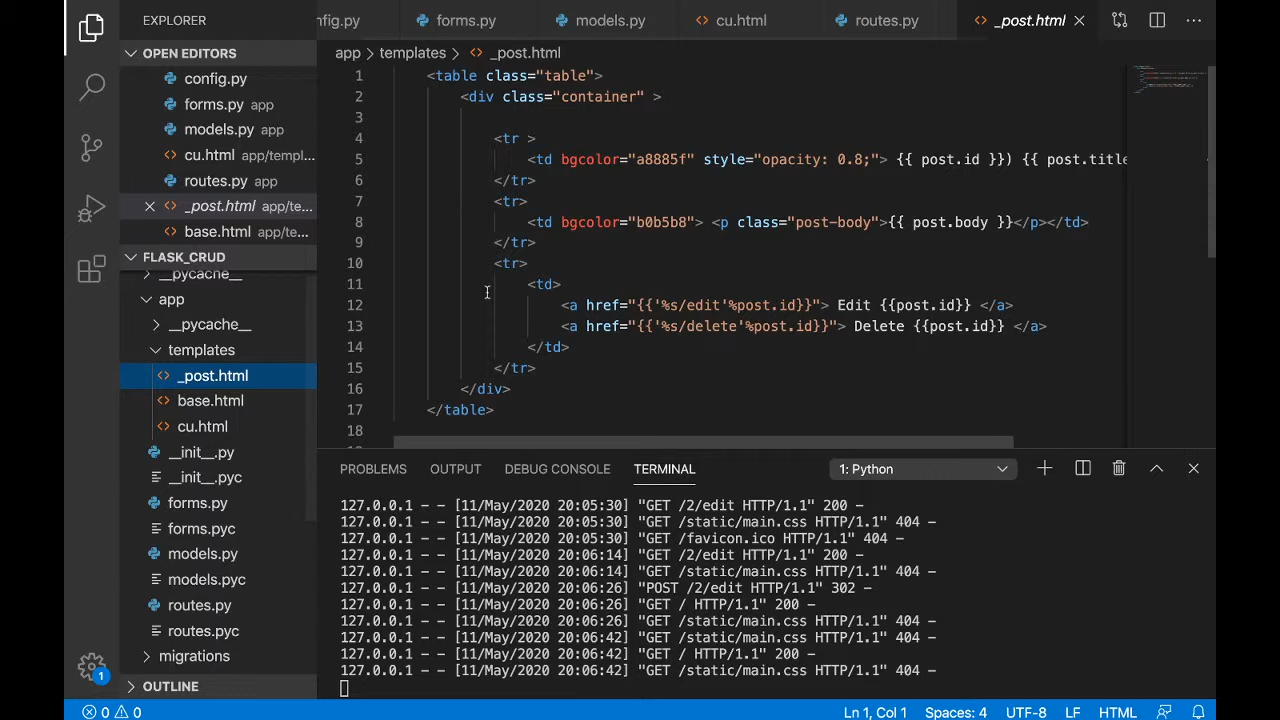 EXPLORER
nfig.py forms.py models.py cu.html routes.py _post.html
OPEN EDITORS
config.py
forms.py app
models.py app
cu.html app/templ...
routes.py app
_post.html app/te...
base.html app/te...
FLASK_CRUD
__pycache__
app
__pycache__
templates
_post.html
base.html
cu.html
__init__.py
__init__.pyc
forms.py
forms.pyc
models.py
models.pyc
routes.py
routes.pyc
migrations
OUTLINE
app > templates > _post.html
1 <table class="table">
2 <div class="container" >
3
4 <tr >
5 <td bgcolor="a8885f" style="opacity: 0.8;"> {{ post.id }}) {{ post.title
6 </tr>
7 <tr>
8 <td bgcolor="b0b5b8"> <p class="post-body">{{ post.body }}</p></td>
9 </tr>
10 <tr>
11 <td>
12 <a href="{{'%s/edit'%post.id}}"> Edit {{post.id}} </a>
13 <a href="{{'%s/delete'%post.id}}"> Delete {{post.id}} </a>
14 </td>
15 </tr>
16 </div>
17 </table>
18
PROBLEMS OUTPUT DEBUG CONSOLE TERMINAL 1: Python
127.0.0.1 - - [11/May/2020 20:05:30] "GET /2/edit HTTP/1.1" 200 -
127.0.0.1 - - [11/May/2020 20:05:30] "GET /static/main.css HTTP/1.1" 404 -
127.0.0.1 - - [11/May/2020 20:05:30] "GET /favicon.ico HTTP/1.1" 404 -
127.0.0.1 - - [11/May/2020 20:06:14] "GET /2/edit HTTP/1.1" 200 -
127.0.0.1 - - [11/May/2020 20:06:14] "GET /static/main.css HTTP/1.1" 404 -
127.0.0.1 - - [11/May/2020 20:06:26] "POST /2/edit HTTP/1.1" 302 -
127.0.0.1 - - [11/May/2020 20:06:26] "GET / HTTP/1.1" 200 -
127.0.0.1 - - [11/May/2020 20:06:26] "GET /static/main.css HTTP/1.1" 404 -
127.0.0.1 - - [11/May/2020 20:06:42] "GET /static/main.css HTTP/1.1" 404 -
127.0.0.1 - - [11/May/2020 20:06:42] "GET / HTTP/1.1" 200 -
127.0.0.1 - - [11/May/2020 20:06:42] "GET /static/main.css HTTP/1.1" 404 -
1
0 0 Ln 1, Col 1 Spaces: 4 UTF-8 LF HTML